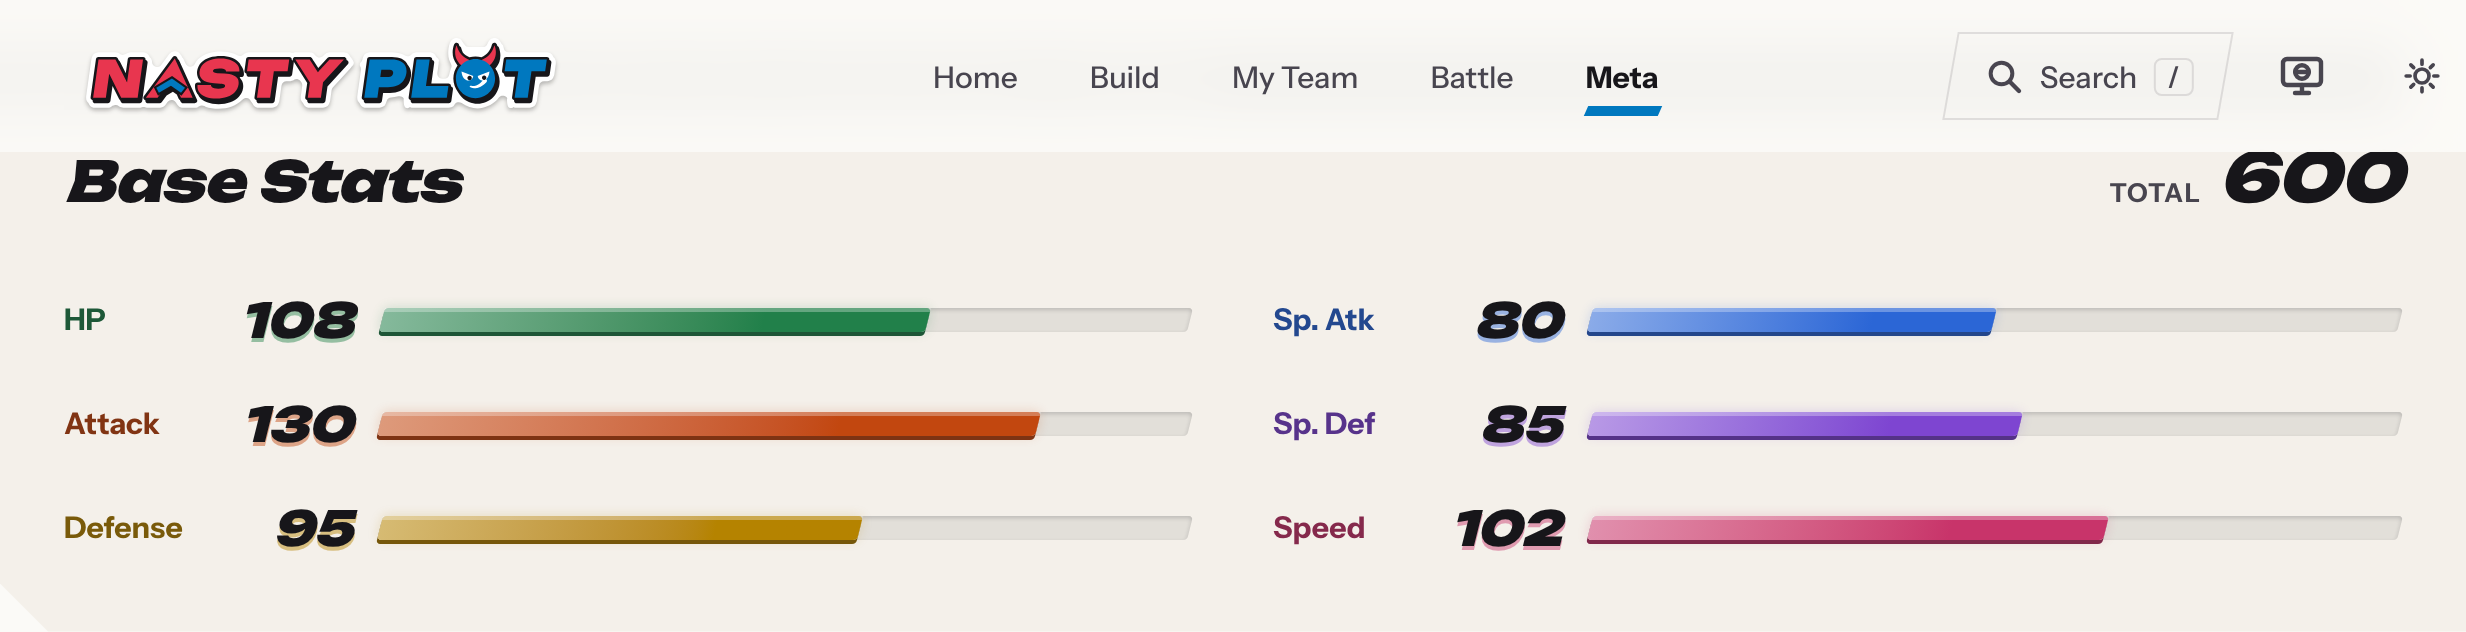 NASTY PLOT
Home Build My Team Battle Meta
Search /
Base Stats
TOTAL 600
HP 108
Attack 130
Defense 95
Sp. Atk 80
Sp. Def 85
Speed 102